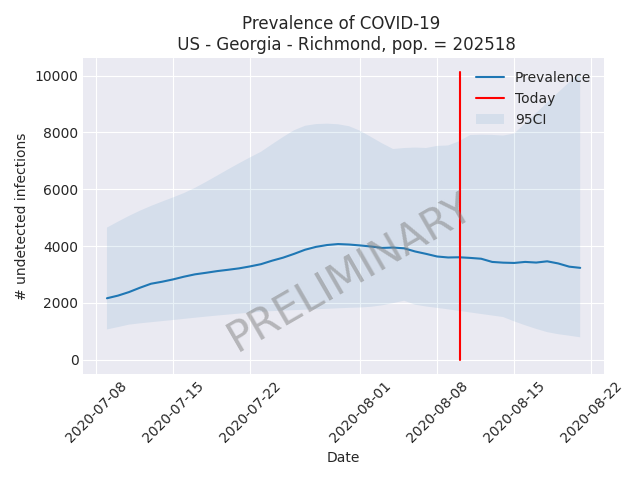 Prevalence of COVID-19
US - Georgia - Richmond, pop. = 202518
10000
8000
6000
4000
2000
0
# undetected infections
Prevalence
Today
95CI
PRELIMINARY
2020-07-08
2020-07-15
2020-07-22
2020-08-01
2020-08-08
2020-08-15
2020-08-22
Date